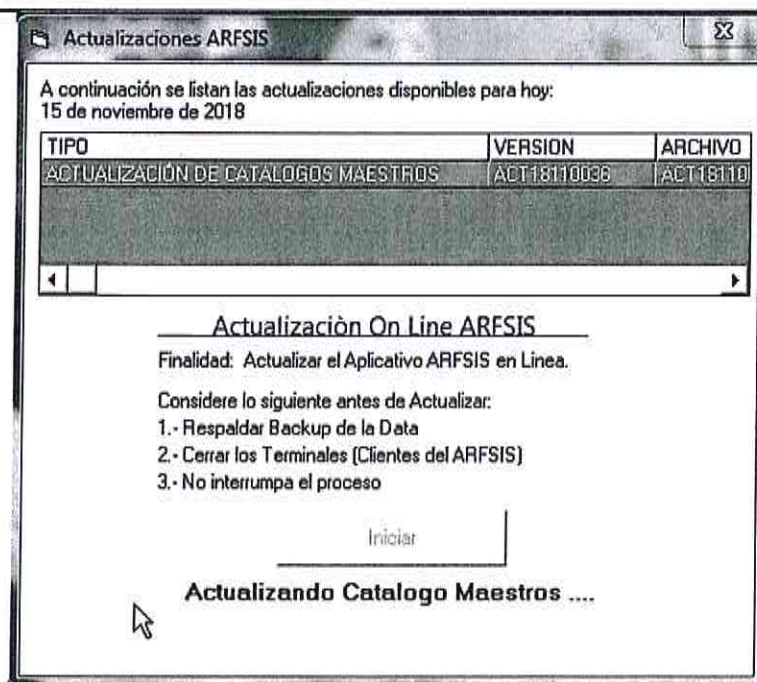 Actualizaciones ARFSIS
A continuación se listan las actualizaciones disponibles para hoy:
15 de noviembre de 2018
TIPO VERSION ARCHIVO
ACTUALIZACIÓN DE CATALOGOS MAESTROS ACT18110036 ACT18110
Actualizaciòn On Line ARFSIS
Finalidad: Actualizar el Aplicativo ARFSIS en Linea.
Considere lo siguiente antes de Actualizar:
1.- Respaldar Backup de la Data
2.- Cerrar los Terminales (Clientes del ARFSIS)
3.- No interrumpa el proceso
Iniciar
Actualizando Catalogo Maestros ....